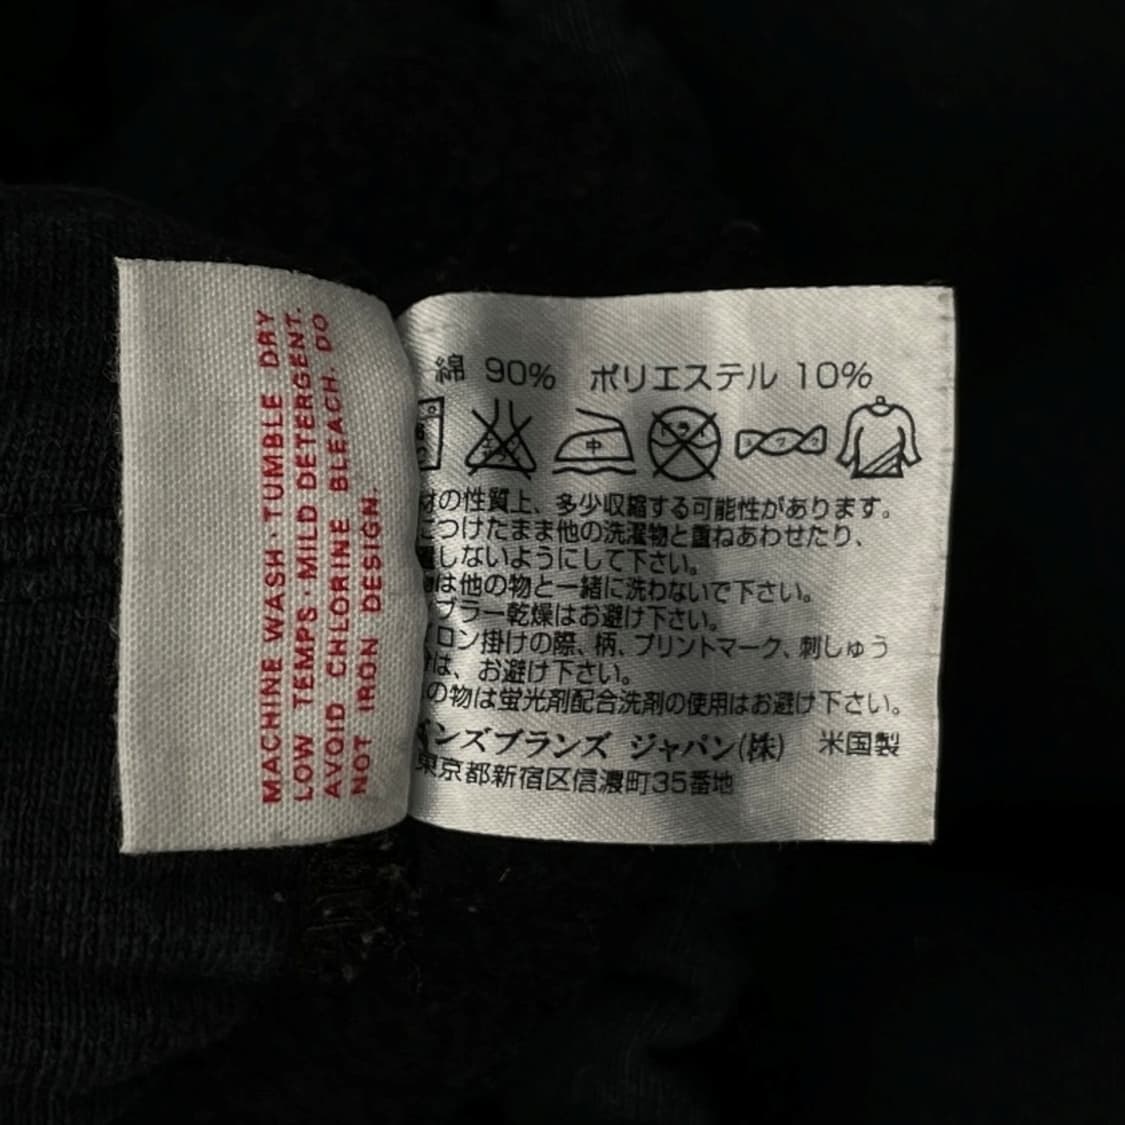 MACHINE WASH·TUMBLE DRY
LOW TEMPS·MILD DETERGENT.
AVOID CHLORINE BLEACH. DO
NOT IRON DESIGN.
綿 90% ポリエステル 10%
中
の性質上、多少収縮する可能性があります。
につけたまま他の洗濯物と重ねあわせたり、
しないようにして下さい。
は他の物と一緒に洗わないで下さい。
ブラー乾燥はお避け下さい。
ロン掛けの際、柄、プリントマーク、刺しゅう
は、お避け下さい。
の物は蛍光剤配合洗剤の使用はお避け下さい。
ンズブランズ ジャパン(株) 米国製
東京都新宿区信濃町35番地